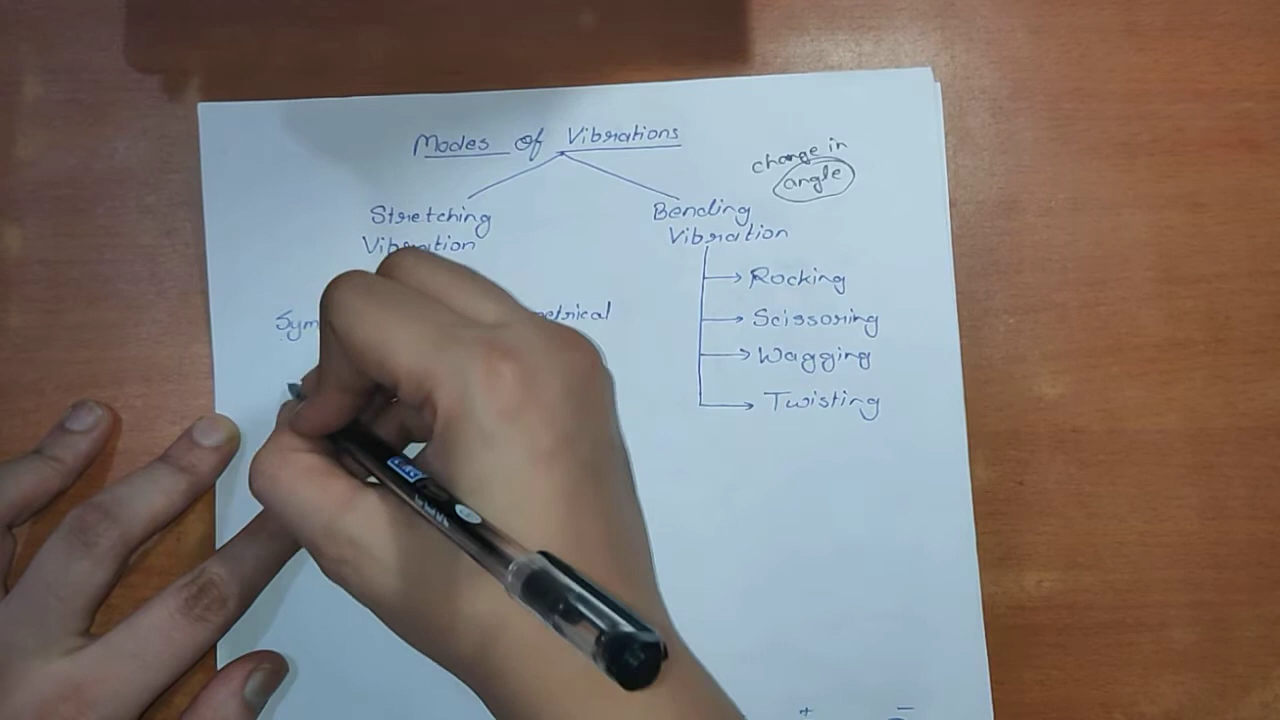 Modes of Vibrations
change in
angle
Stretching
Vibration
Bending
Vibration
Rocking
Scissoring
Wagging
Twisting
+ -